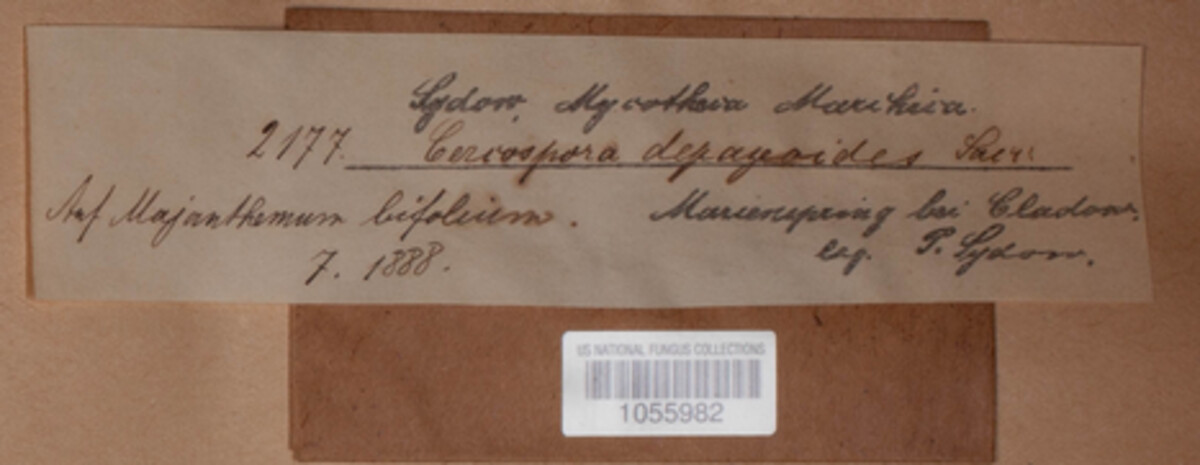 Sydow, Mycotheca Marchica.
2177. Cercospora depazeoides Sacc.
Auf Majanthemum bifolium. Marienspring bei Cladow.
7. 1888. leg. P. Sydow.
US NATIONAL FUNGUS COLLECTIONS
1055982